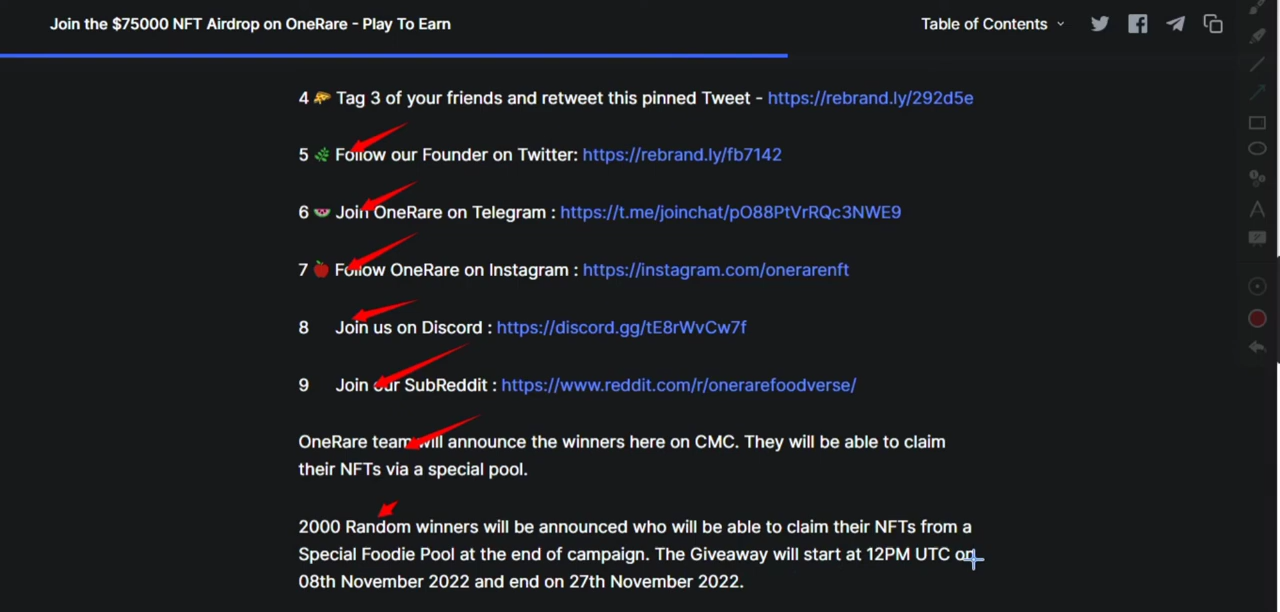 Join the $75000 NFT Airdrop on OneRare - Play To Earn
Table of Contents
4 🍕 Tag 3 of your friends and retweet this pinned Tweet - https://rebrand.ly/292d5e
5 🌿 Follow our Founder on Twitter: https://rebrand.ly/fb7142
6 🍉 Join OneRare on Telegram : https://t.me/joinchat/pO88PtVrRQc3NWE9
7 🍎 Follow OneRare on Instagram : https://instagram.com/onerarenft
8 Join us on Discord : https://discord.gg/tE8rWvCw7f
9 Join our SubReddit : https://www.reddit.com/r/onerarefoodverse/
OneRare team will announce the winners here on CMC. They will be able to claim
their NFTs via a special pool.
2000 Random winners will be announced who will be able to claim their NFTs from a
Special Foodie Pool at the end of campaign. The Giveaway will start at 12PM UTC on
08th November 2022 and end on 27th November 2022.